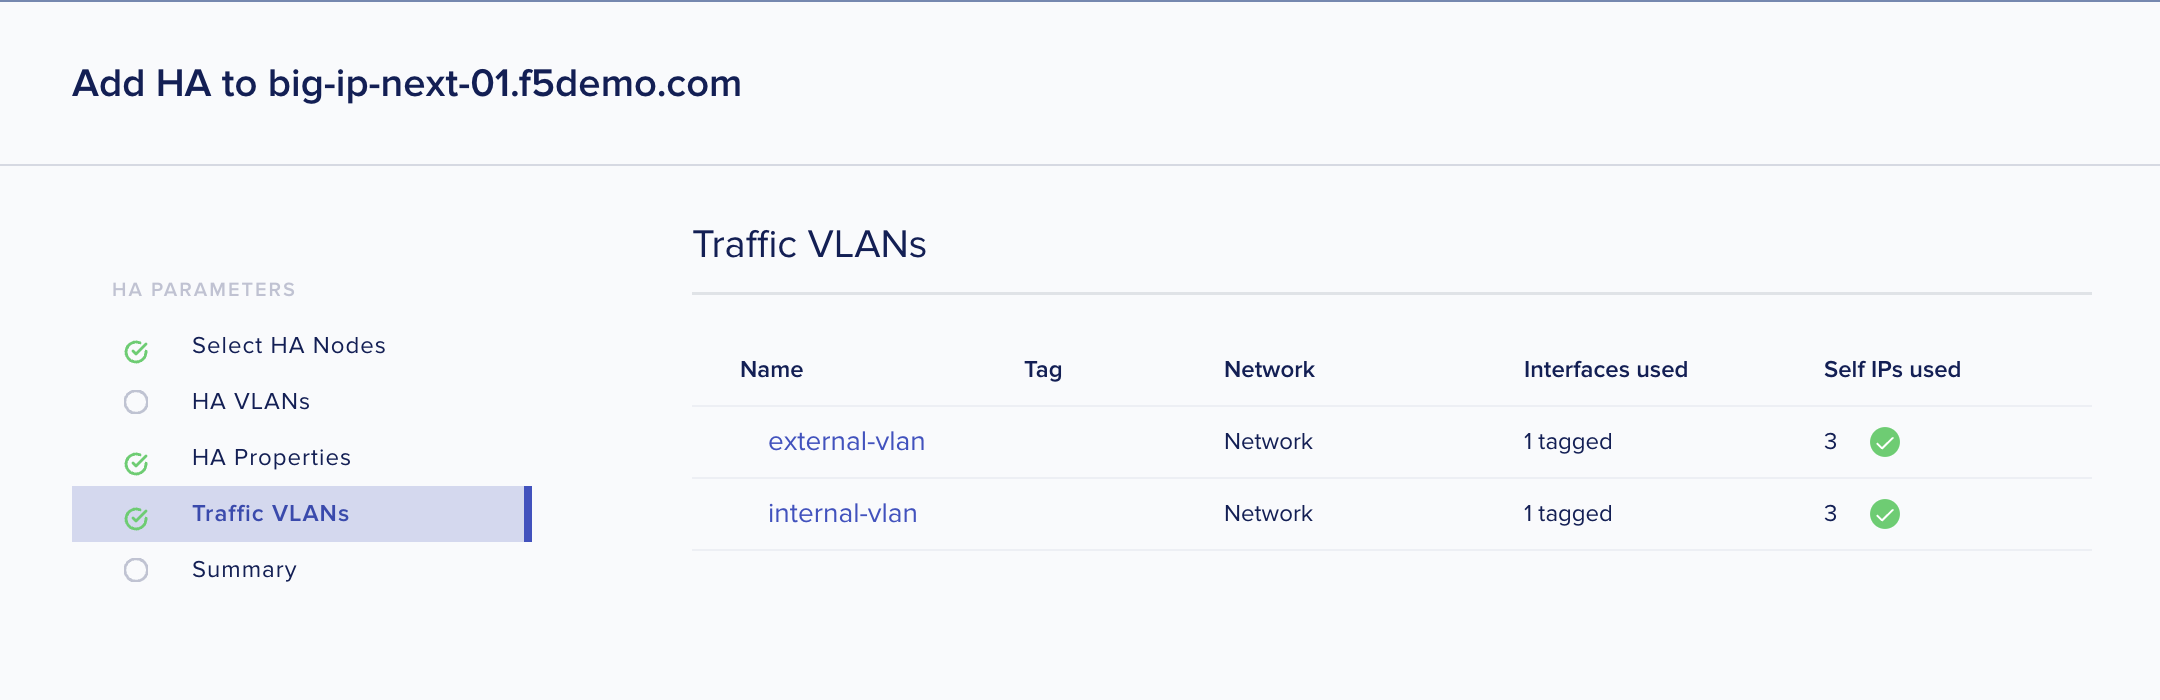 Add HA to big-ip-next-01.f5demo.com
HA PARAMETERS
Select HA Nodes
HA VLANs
HA Properties
Traffic VLANs
Summary
Traffic VLANs
Name Tag Network Interfaces used Self IPs used
external-vlan Network 1 tagged 3
internal-vlan Network 1 tagged 3